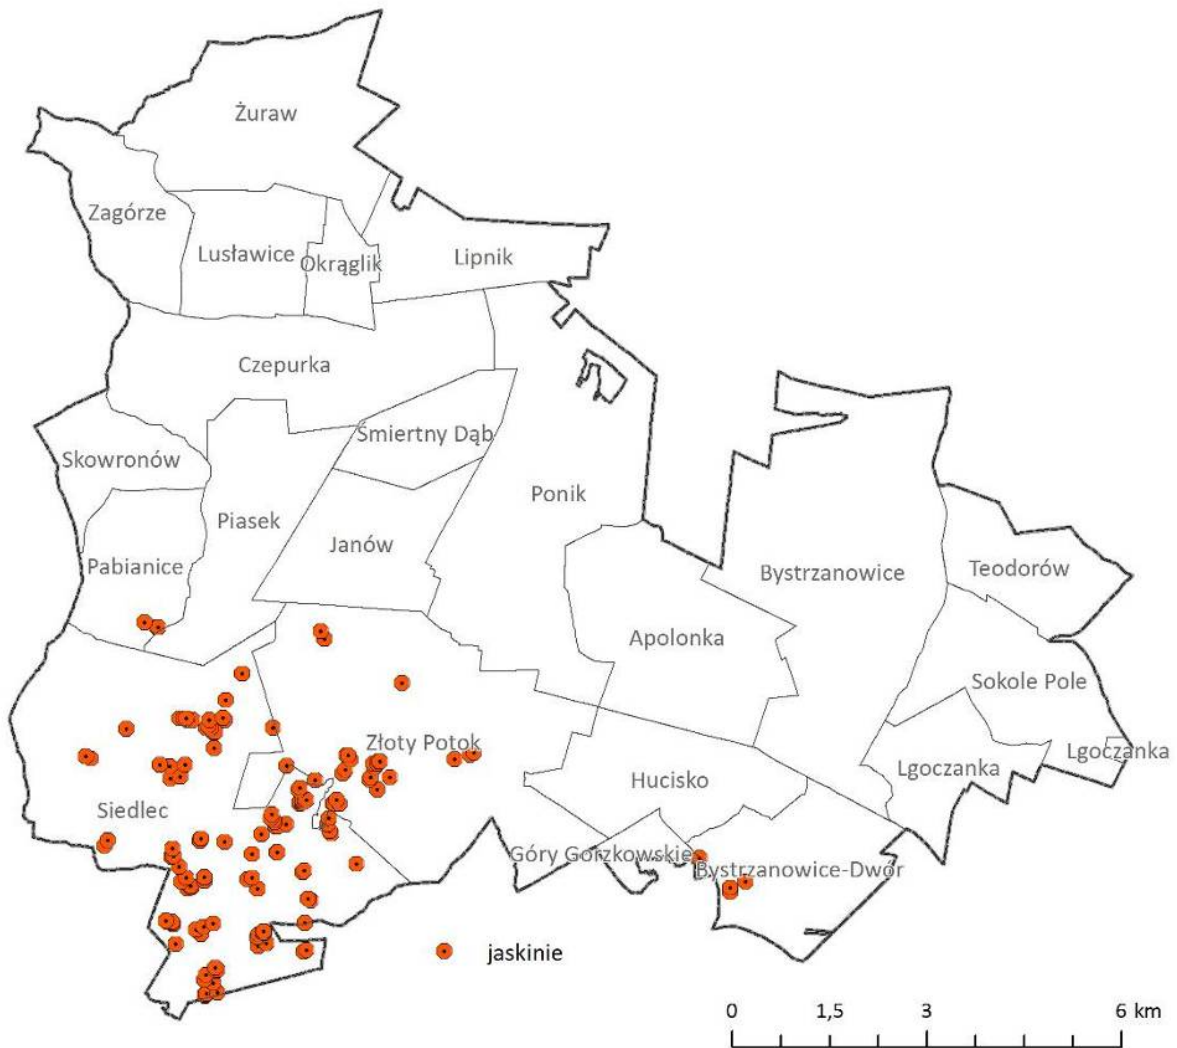 Żuraw
Zagórze
Lusławice
Okrąglik
Lipnik
Czepurka
Śmiertny Dąb
Skowronów
Ponik
Piasek
Janów
Pabianice
Bystrzanowice
Teodorów
Apolonka
Sokole Pole
Złoty Potok
Lgoczanka
Hucisko
Lgoczanka
Siedlec
Góry Gorzkowskie
Bystrzanowice-Dwór
jaskinie
0 1,5 3 6 km